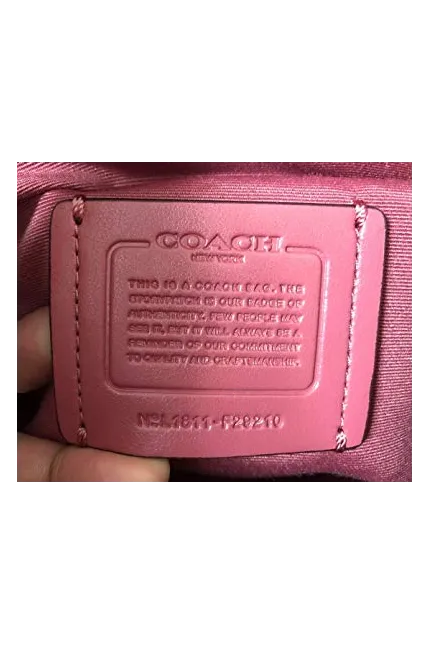 COACH
NEW YORK
THIS IS A COACH BAG. THE
STORYPATCH IS OUR BADGE OF
AUTHENTICITY. FEW PEOPLE MAY
SEE IT, BUT IT WILL ALWAYS BE A
REMINDER OF OUR COMMITMENT
TO QUALITY AND CRAFTSMANSHIP.
NSL1811-F29210